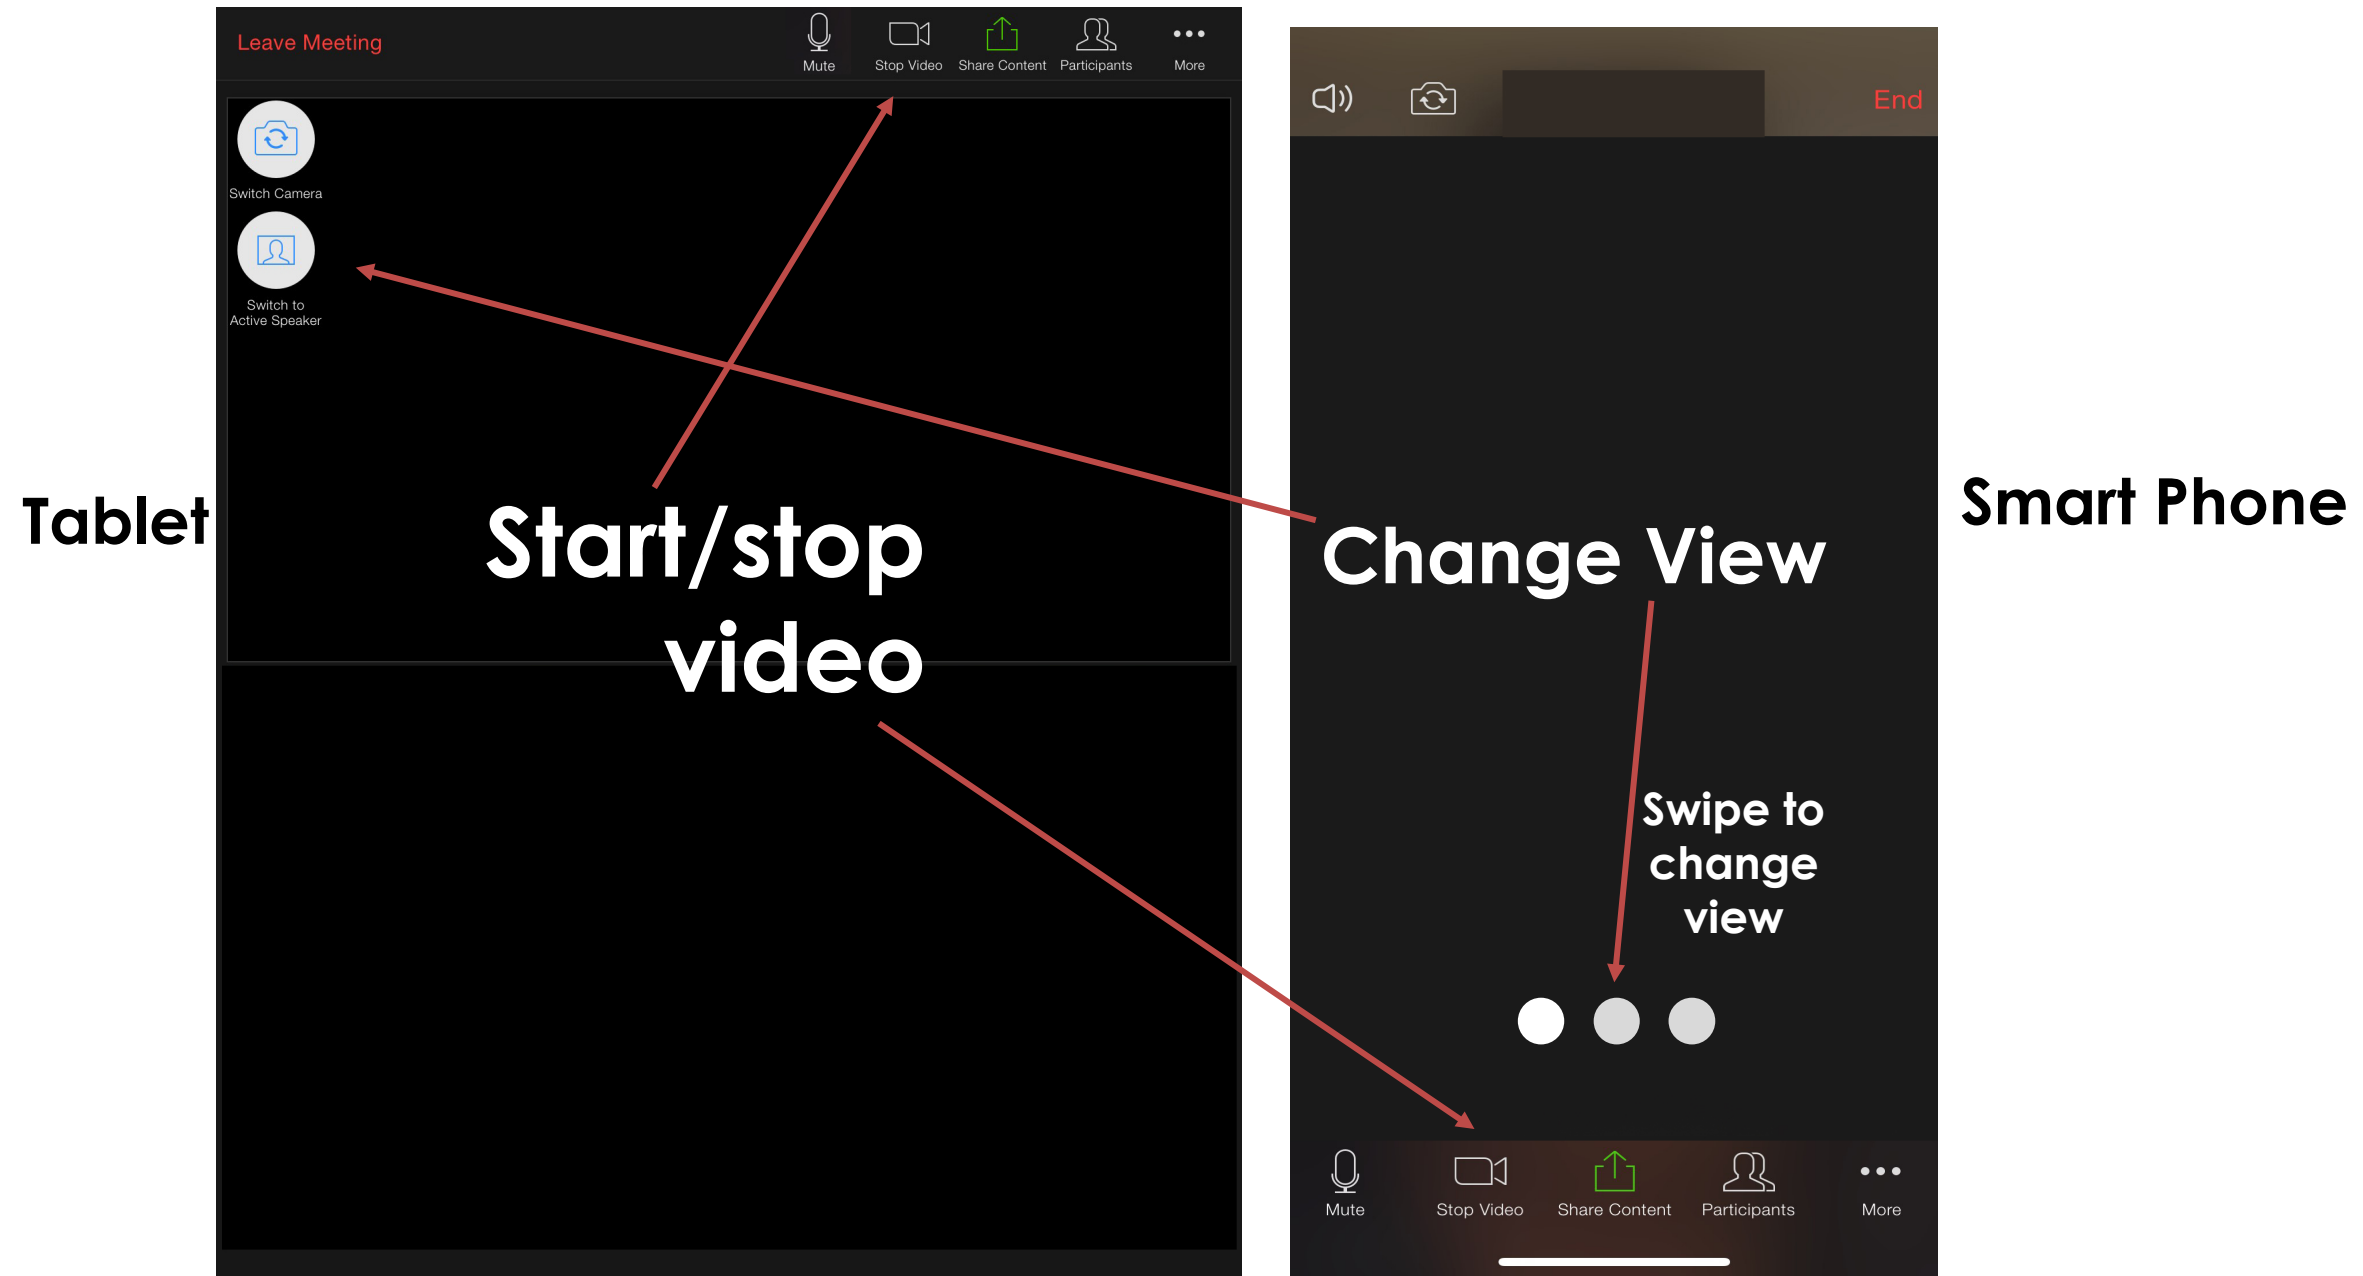 Leave Meeting
Mute
Stop Video
Share Content
Participants
More
Switch Camera
Switch to
Active Speaker
Tablet
Start/stop
video
End
Change View
Swipe to
change
view
Mute
Stop Video
Share Content
Participants
More
Smart Phone